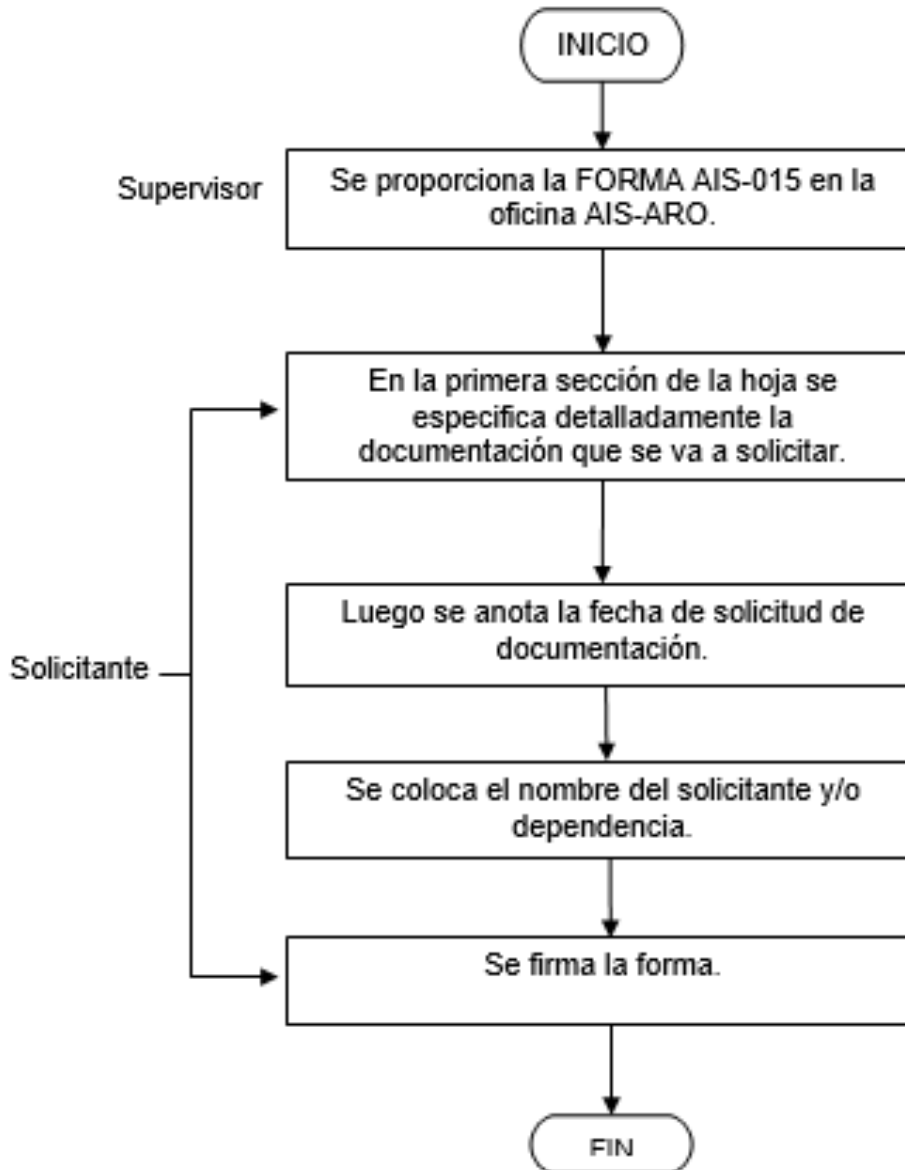 INICIO
Supervisor
Se proporciona la FORMA AIS-015 en la
oficina AIS-ARO.
En la primera sección de la hoja se
especifica detalladamente la
documentación que se va a solicitar.
Luego se anota la fecha de solicitud de
documentación.
Solicitante
Se coloca el nombre del solicitante y/o
dependencia.
Se firma la forma.
FIN